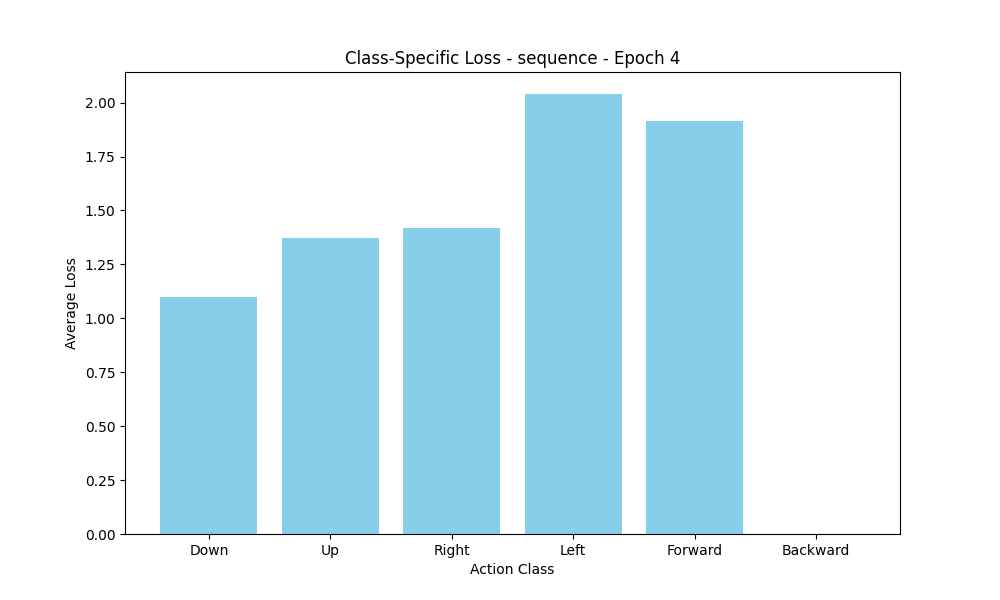 Class-Specific Loss - sequence - Epoch 4
Average Loss
2.00
1.75
1.50
1.25
1.00
0.75
0.50
0.25
0.00
Down Up Right Left Forward Backward
Action Class